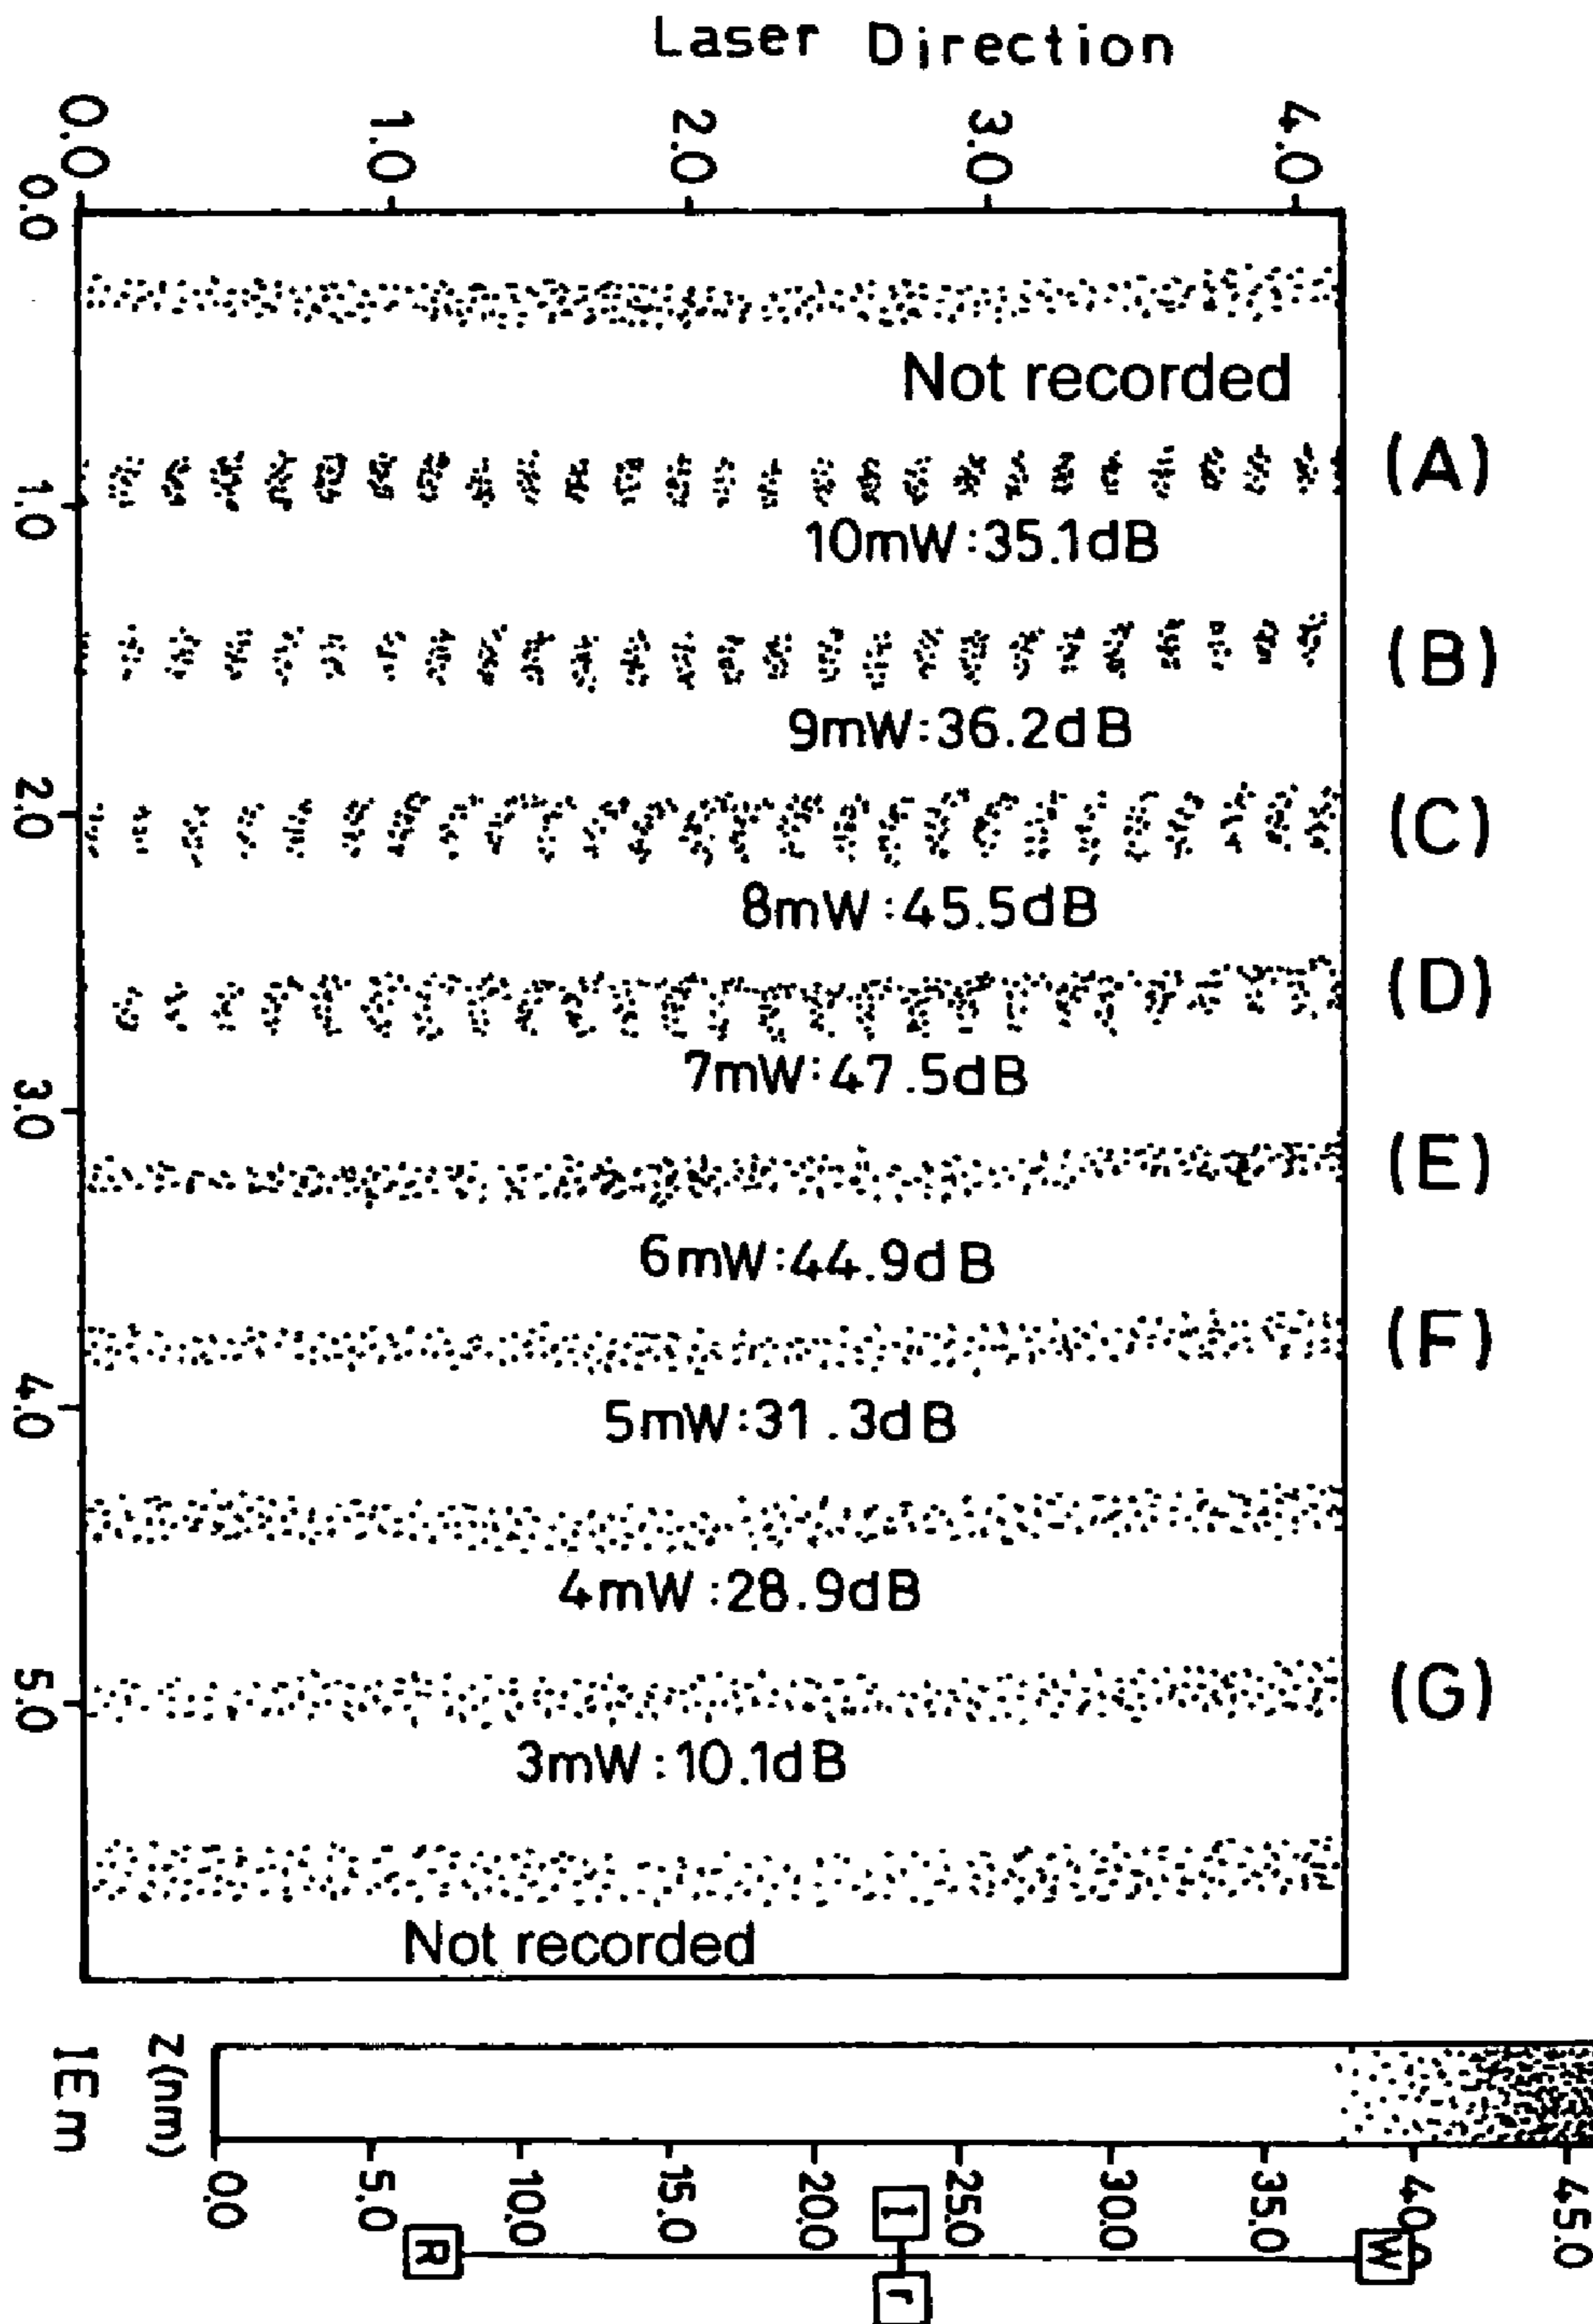 Laser Direction
0.0 1.0 2.0 3.0 4.0
0.0
Not recorded
(A)
1.0
10mW:35.1dB
(B)
9mW:36.2dB
2.0
(C)
8mW:45.5dB
(D)
7mW:47.5dB
3.0
(E)
6mW:44.9dB
(F)
4.0
5mW:31.3dB
4mW:28.9dB
5.0
(G)
3mW:10.1dB
Not recorded
IEm
Z(nm)
0.0 5.0 10.0 15.0 20.0 25.0 30.0 35.0 40.0 45.0
R I r W